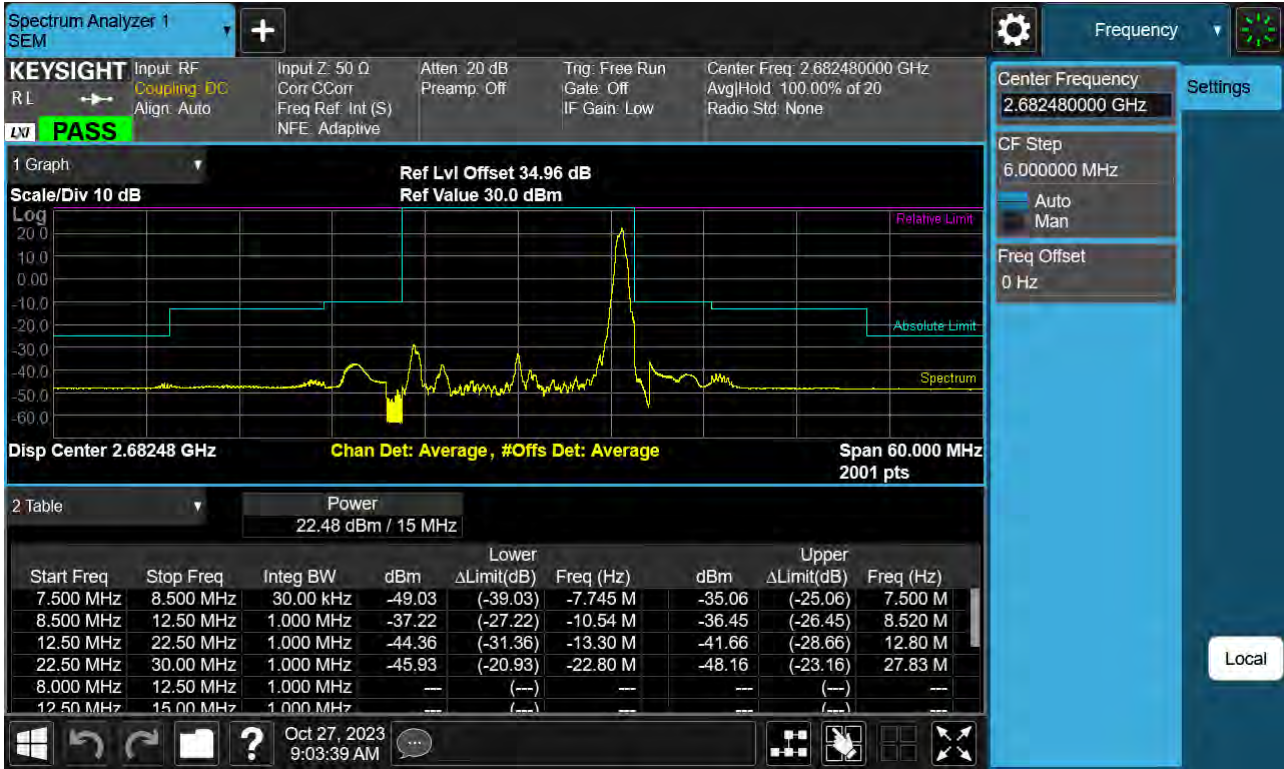 Spectrum Analyzer 1
SEM
+
Frequency
KEYSIGHT
R L
LXI
PASS
Input: RF
Coupling: DC
Align: Auto
Input Z: 50 Ω
Corr CCorr
Freq Ref: Int (S)
NFE: Adaptive
Atten: 20 dB
Preamp: Off
Trig: Free Run
Gate: Off
IF Gain: Low
Center Freq: 2.682480000 GHz
Avg|Hold: 100.00% of 20
Radio Std: None
Center Frequency
2.682480000 GHz
Settings
CF Step
6.000000 MHz
Auto
Man
Freq Offset
0 Hz
Local
1 Graph
Scale/Div 10 dB
Ref Lvl Offset 34.96 dB
Ref Value 30.0 dBm
Log
20.0
10.0
0.00
-10.0
-20.0
-30.0
-40.0
-50.0
-60.0
Relative Limit
Absolute Limit
Spectrum
Disp Center 2.68248 GHz
Chan Det: Average, #Offs Det: Average
Span 60.000 MHz
2001 pts
2 Table
Power
22.48 dBm / 15 MHz
Lower Upper
Start Freq Stop Freq Integ BW dBm ΔLimit(dB) Freq (Hz) dBm ΔLimit(dB) Freq (Hz)
7.500 MHz 8.500 MHz 30.00 kHz -49.03 (-39.03) -7.745 M -35.06 (-25.06) 7.500 M
8.500 MHz 12.50 MHz 1.000 MHz -37.22 (-27.22) -10.54 M -36.45 (-26.45) 8.520 M
12.50 MHz 22.50 MHz 1.000 MHz -44.36 (-31.36) -13.30 M -41.66 (-28.66) 12.80 M
22.50 MHz 30.00 MHz 1.000 MHz -45.93 (-20.93) -22.80 M -48.16 (-23.16) 27.83 M
8.000 MHz 12.50 MHz 1.000 MHz --- (---) --- --- (---) ---
12.50 MHz 15.00 MHz 1.000 MHz --- (---) --- --- (---) ---
?
Oct 27, 2023
9:03:39 AM